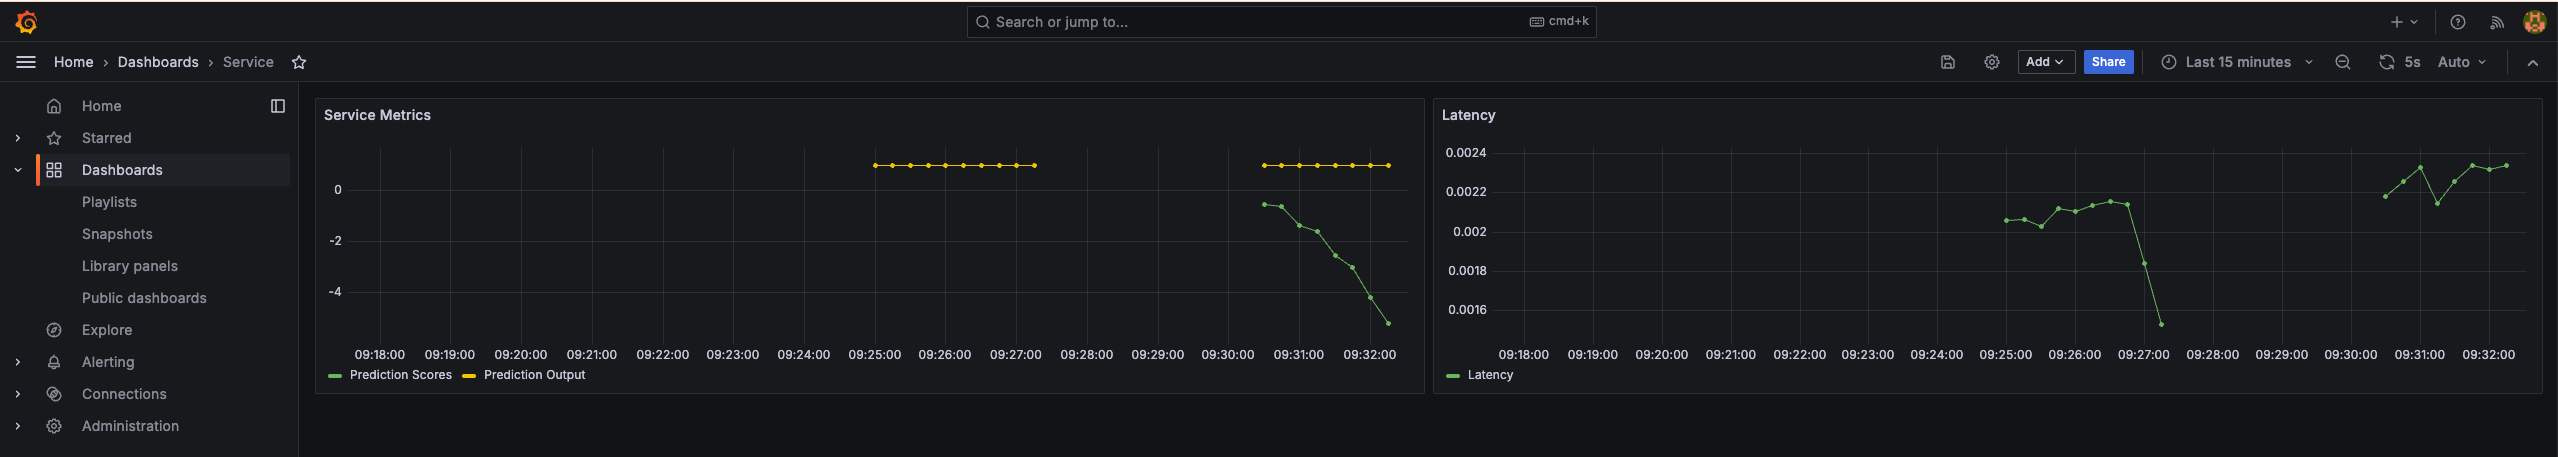 Search or jump to...
cmd+k
Home › Dashboards › Service
Add
Share
Last 15 minutes
5s
Auto
Home
Starred
Dashboards
Playlists
Snapshots
Library panels
Public dashboards
Explore
Alerting
Connections
Administration
Service Metrics
0
-2
-4
09:18:00 09:19:00 09:20:00 09:21:00 09:22:00 09:23:00 09:24:00 09:25:00 09:26:00 09:27:00 09:28:00 09:29:00 09:30:00 09:31:00 09:32:00
Prediction Scores Prediction Output
Latency
0.0024
0.0022
0.002
0.0018
0.0016
09:18:00 09:19:00 09:20:00 09:21:00 09:22:00 09:23:00 09:24:00 09:25:00 09:26:00 09:27:00 09:28:00 09:29:00 09:30:00 09:31:00 09:32:00
Latency